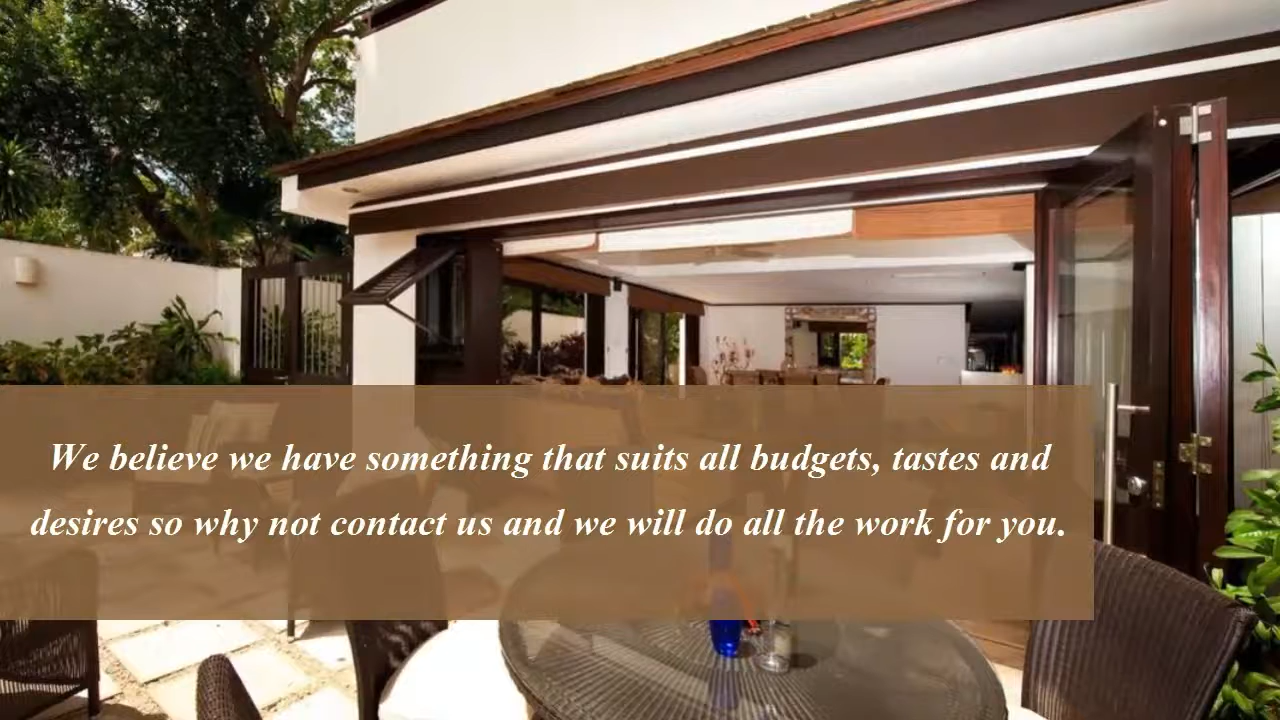 We believe we have something that suits all budgets, tastes and
desires so why not contact us and we will do all the work for you.